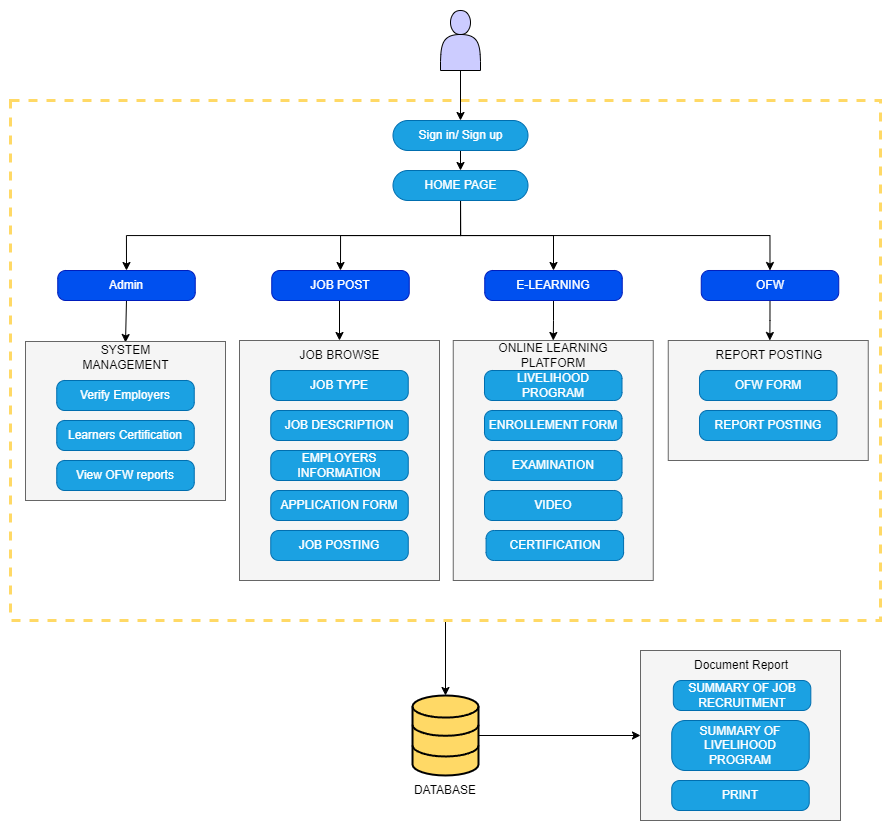 Sign in/ Sign up
HOME PAGE
Admin
JOB POST
E-LEARNING
OFW
SYSTEM
MANAGEMENT
Verify Employers
Learners Certification
View OFW reports
JOB BROWSE
JOB TYPE
JOB DESCRIPTION
EMPLOYERS
INFORMATION
APPLICATION FORM
JOB POSTING
ONLINE LEARNING
PLATFORM
LIVELIHOOD
PROGRAM
ENROLLEMENT FORM
EXAMINATION
VIDEO
CERTIFICATION
REPORT POSTING
OFW FORM
REPORT POSTING
DATABASE
Document Report
SUMMARY OF JOB
RECRUITMENT
SUMMARY OF
LIVELIHOOD
PROGRAM
PRINT